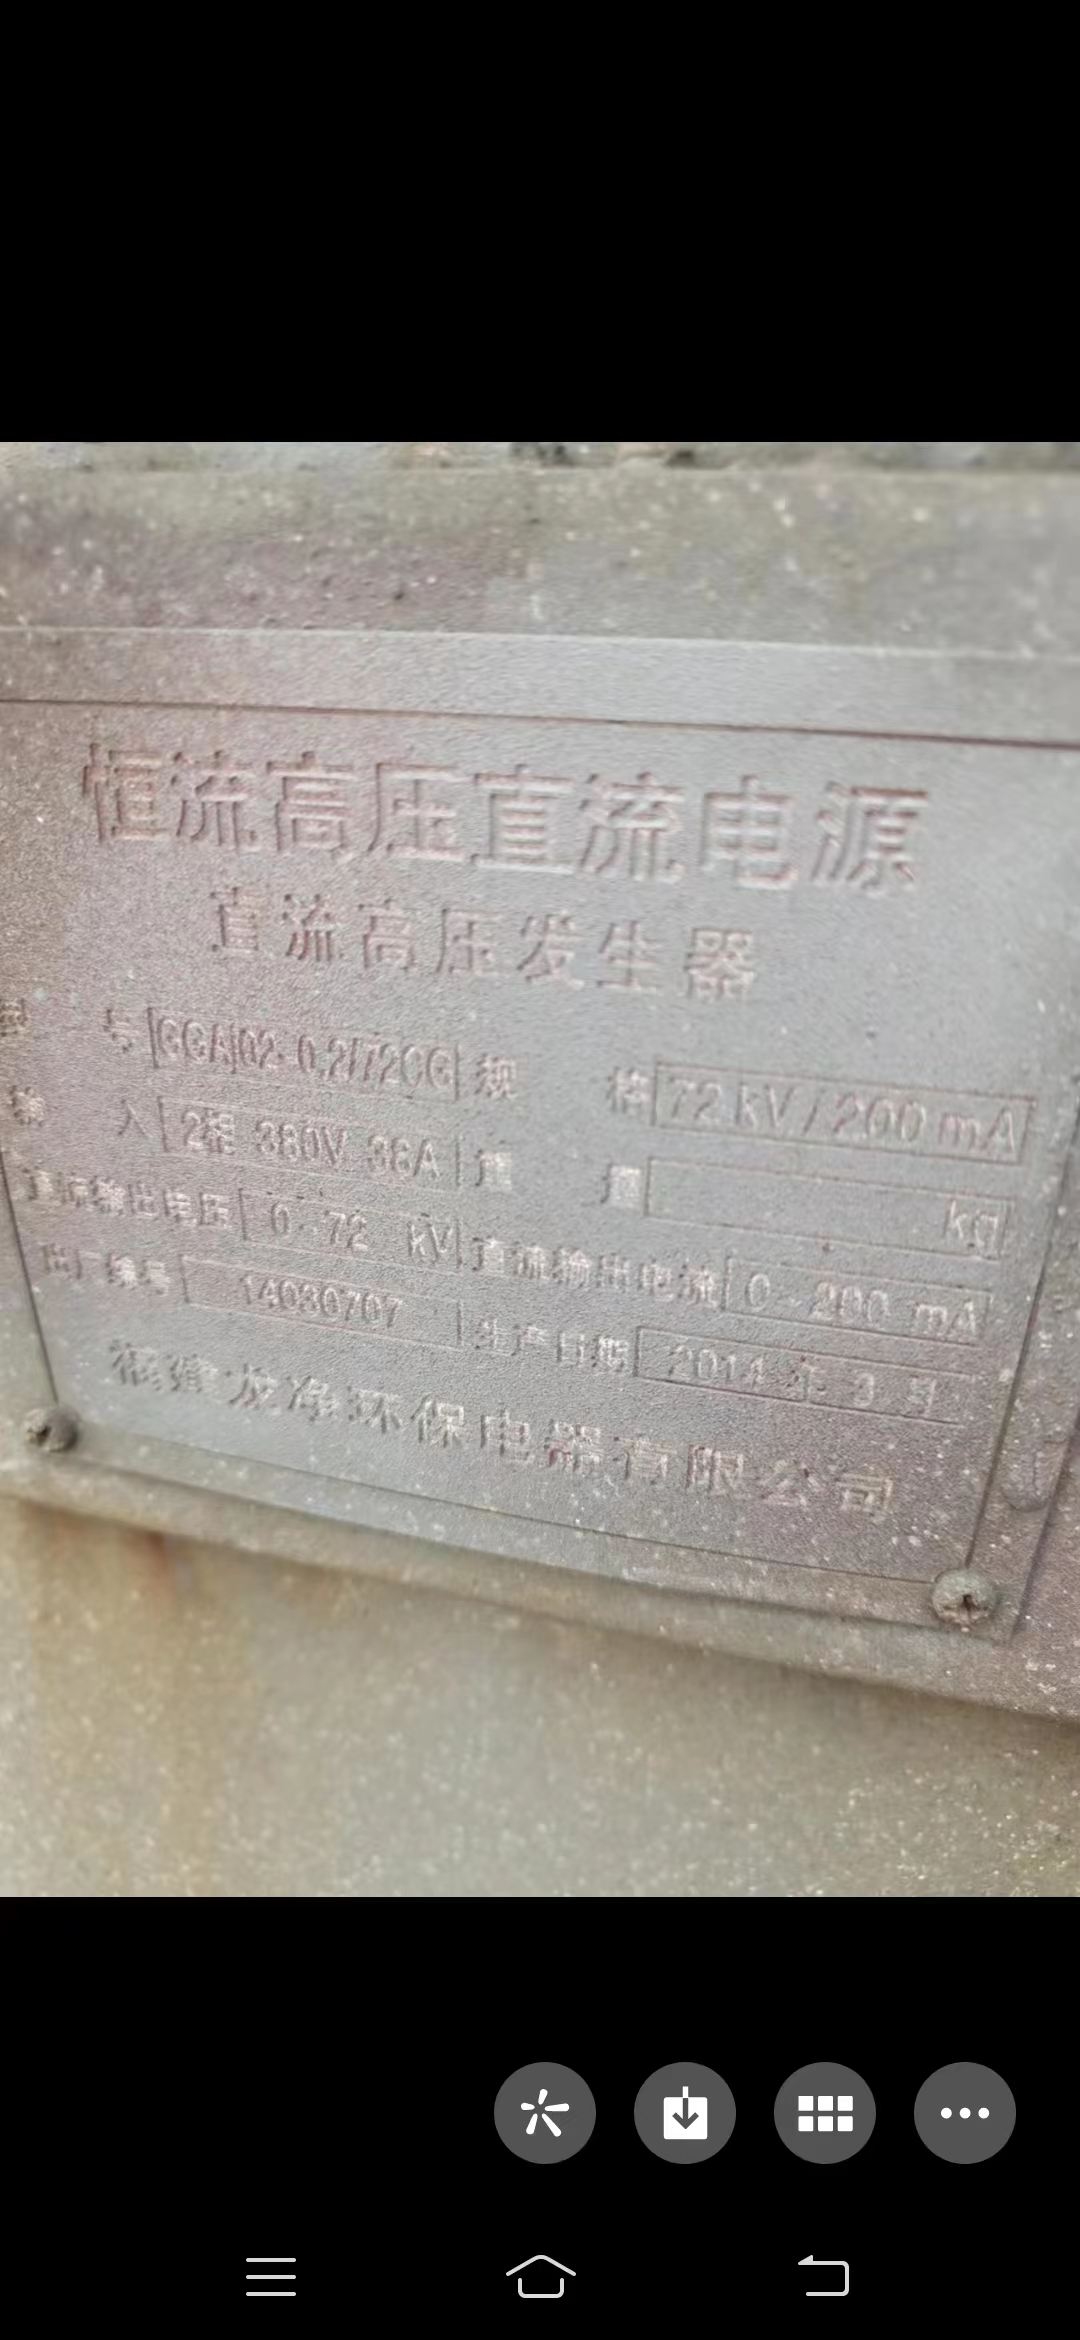 恒流高压直流电源
直流高压发生器
型 号 GGAJ02-0.2/72CG 规 格 72 kV / 200 mA
输 入 2相 380V 38A 重 量 kg
直流输出电压 0~72 kV 直流输出电流 0~200 mA
出厂编号 14030707 生产日期 2014 年 3 月
福建龙净环保电器有限公司